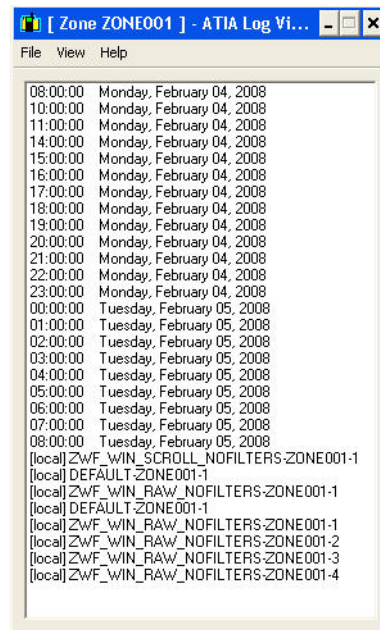 [ Zone ZONE001 ] - ATIA Log Vi...
File View Help
08:00:00 Monday, February 04, 2008
10:00:00 Monday, February 04, 2008
11:00:00 Monday, February 04, 2008
14:00:00 Monday, February 04, 2008
15:00:00 Monday, February 04, 2008
16:00:00 Monday, February 04, 2008
17:00:00 Monday, February 04, 2008
18:00:00 Monday, February 04, 2008
19:00:00 Monday, February 04, 2008
20:00:00 Monday, February 04, 2008
21:00:00 Monday, February 04, 2008
22:00:00 Monday, February 04, 2008
23:00:00 Monday, February 04, 2008
00:00:00 Tuesday, February 05, 2008
01:00:00 Tuesday, February 05, 2008
02:00:00 Tuesday, February 05, 2008
03:00:00 Tuesday, February 05, 2008
04:00:00 Tuesday, February 05, 2008
05:00:00 Tuesday, February 05, 2008
06:00:00 Tuesday, February 05, 2008
07:00:00 Tuesday, February 05, 2008
08:00:00 Tuesday, February 05, 2008
[local] ZWF_WIN_SCROLL_NOFILTERS-ZONE001-1
[local] DEFAULT-ZONE001-1
[local] ZWF_WIN_RAW_NOFILTERS-ZONE001-1
[local] DEFAULT-ZONE001-1
[local] ZWF_WIN_RAW_NOFILTERS-ZONE001-1
[local] ZWF_WIN_RAW_NOFILTERS-ZONE001-2
[local] ZWF_WIN_RAW_NOFILTERS-ZONE001-3
[local] ZWF_WIN_RAW_NOFILTERS-ZONE001-4